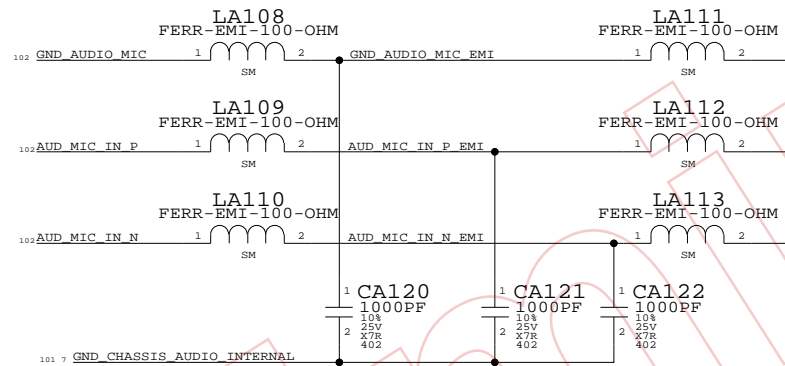 LA108
FERR-EMI-100-OHM
LA111
FERR-EMI-100-OHM
102 GND_AUDIO_MIC 1 2 GND_AUDIO_MIC_EMI 1 2
SM
SM
LA109
FERR-EMI-100-OHM
LA112
FERR-EMI-100-OHM
102 AUD_MIC_IN_P 1 2 AUD_MIC_IN_P_EMI 1 2
SM
SM
LA110
FERR-EMI-100-OHM
LA113
FERR-EMI-100-OHM
102 AUD_MIC_IN_N 1 2 AUD_MIC_IN_N_EMI 1 2
SM
SM
1 CA120
1000PF
10%
2 25V
X7R
402
1 CA121
1000PF
10%
2 25V
X7R
402
1 CA122
1000PF
10%
2 25V
X7R
402
101 7 GND_CHASSIS_AUDIO_INTERNAL